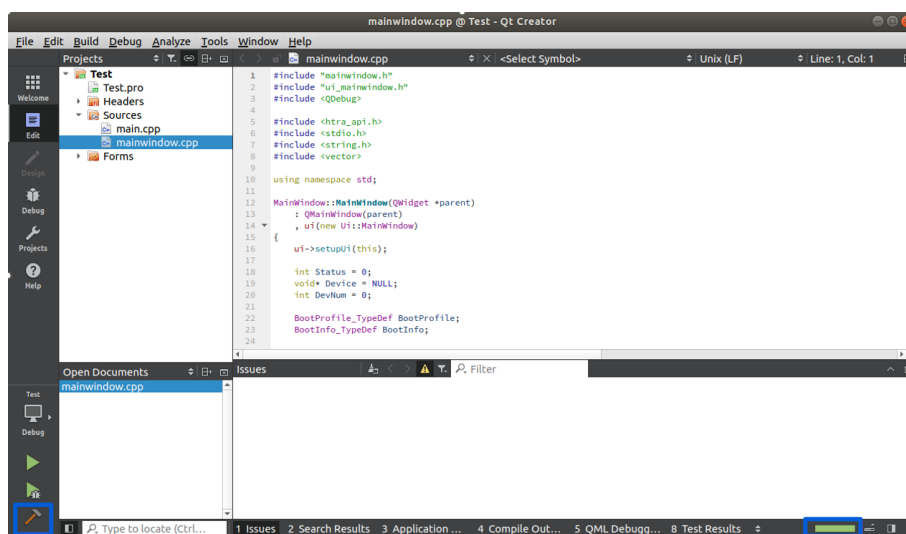 mainwindow.cpp @ Test - Qt Creator
File Edit Build Debug Analyze Tools Window Help
Projects
mainwindow.cpp
<Select Symbol>
Unix (LF)
Line: 1, Col: 1
Welcome
Edit
Design
Debug
Projects
Help
Test
Test.pro
Headers
Sources
main.cpp
mainwindow.cpp
Forms
1 #include "mainwindow.h"
2 #include "ui_mainwindow.h"
3 #include <QDebug>
4
5 #include <htra_api.h>
6 #include <stdio.h>
7 #include <string.h>
8 #include <vector>
9
10 using namespace std;
11
12 MainWindow::MainWindow(QWidget *parent)
13 : QMainWindow(parent)
14 , ui(new Ui::MainWindow)
15 {
16 ui->setupUi(this);
17
18 int Status = 0;
19 void* Device = NULL;
20 int DevNum = 0;
21
22 BootProfile_TypeDef BootProfile;
23 BootInfo_TypeDef BootInfo;
24
Open Documents
mainwindow.cpp
Issues
Filter
Test
Debug
Type to locate (Ctrl...
1 Issues 2 Search Results 3 Application ... 4 Compile Out... 5 QML Debugg... 8 Test Results